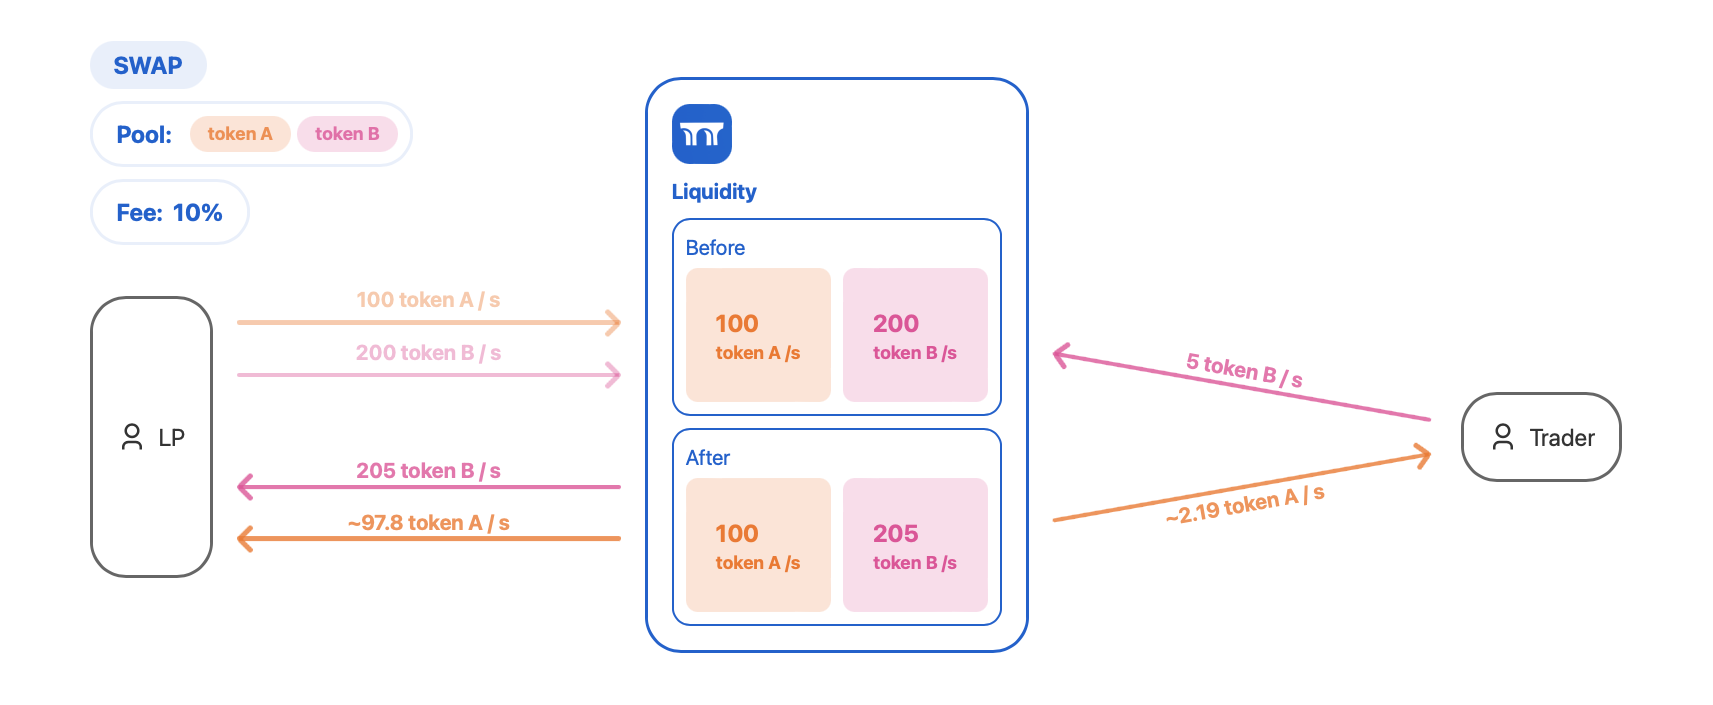 SWAP
Pool: token A token B
Fee: 10%
LP
100 token A / s
200 token B / s
205 token B / s
~97.8 token A / s
Liquidity
Before
100
token A /s
200
token B /s
After
100
token A /s
205
token B /s
5 token B / s
~2.19 token A / s
Trader